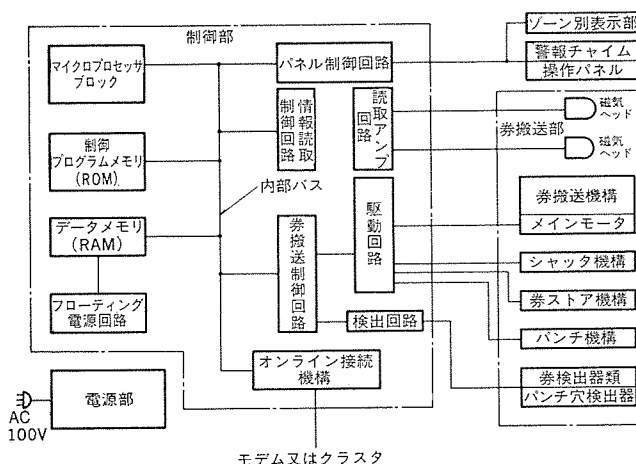 制御部
マイクロプロセッサ
ブロック
制御
プログラムメモリ
(ROM)
データメモリ
(RAM)
フローティング
電源回路
電源部
AC
100V
パネル制御回路
情報読取
制御回路
読取アンプ
回路
内部バス
券搬送制御回路
駆動回路
検出回路
オンライン接続
機構
モデム又はクラスタ
ゾーン別表示部
警報チャイム
操作パネル
券搬送部
磁気
ヘッド
磁気
ヘッド
券搬送機構
メインモータ
シャッタ機構
券ストア機構
パンチ機構
券検出器類
パンチ穴検出器